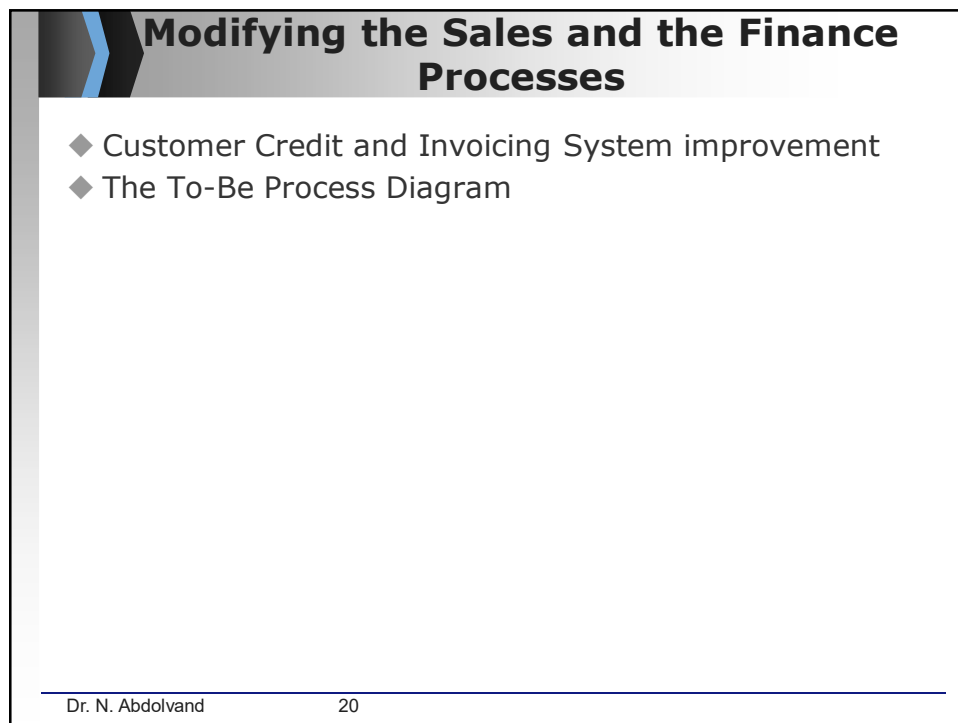 Modifying the Sales and the Finance
Processes
Customer Credit and Invoicing System improvement
The To-Be Process Diagram
Dr. N. Abdolvand 20